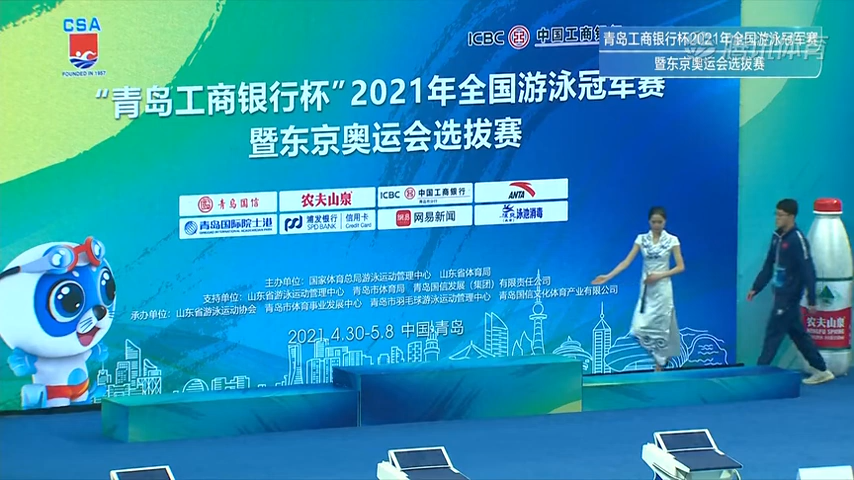 CSA
FOUNDED IN 1957
ICBC 中国工商银行
青岛工商银行杯2021年全国游泳冠军赛
暨东京奥运会选拔赛
腾讯体育
“青岛工商银行杯”2021年全国游泳冠军赛
暨东京奥运会选拔赛
青岛国信
农夫山泉
ICBC 中国工商银行
ANTA
青岛国际院士港
浦发银行 SPD BANK
信用卡 Credit Card
网易新闻
泳池消毒
主办单位：国家体育总局游泳运动管理中心 山东省体育局
支持单位：山东省游泳运动管理中心 青岛市体育局 青岛国信发展（集团）有限责任公司
承办单位：山东省游泳运动协会 青岛市体育事业发展中心 青岛市羽毛球游泳运动管理中心 青岛国信文化体育产业有限公司
2021.4.30-5.8 中国·青岛
农夫山泉
NONGFU SPRING